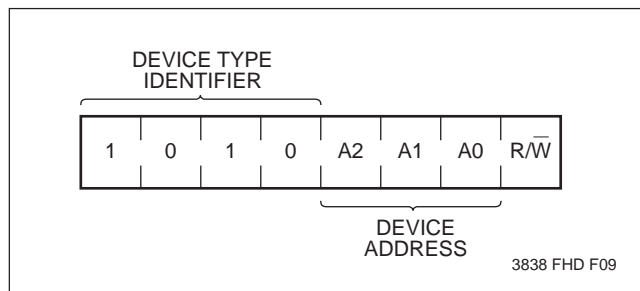 DEVICE TYPE
IDENTIFIER
1 0 1 0 A2 A1 A0 R/W̅
DEVICE
ADDRESS
3838 FHD F09